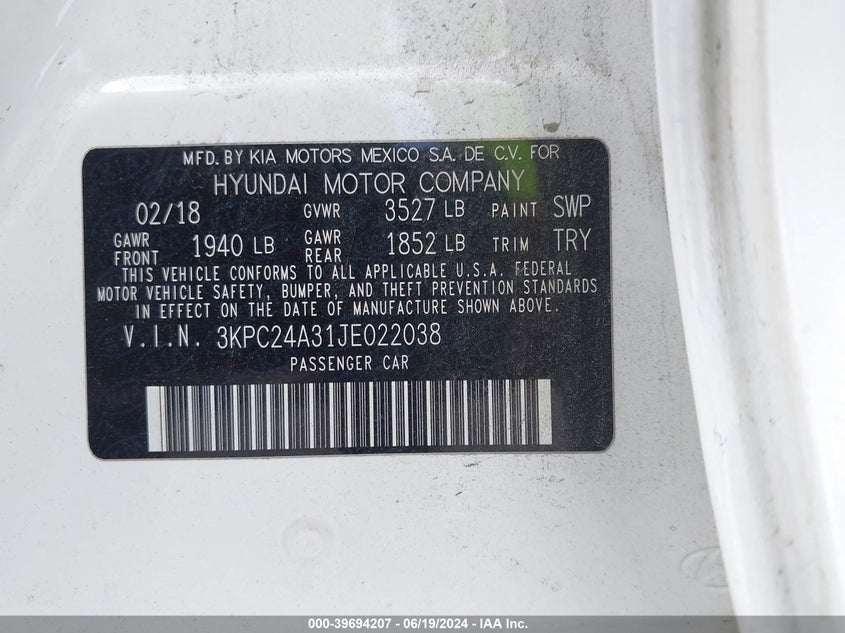 MFD. BY KIA MOTORS MEXICO S.A. DE C.V. FOR
HYUNDAI MOTOR COMPANY
02/18 GVWR 3527 LB PAINT SWP
GAWR FRONT 1940 LB GAWR REAR 1852 LB TRIM TRY
THIS VEHICLE CONFORMS TO ALL APPLICABLE U.S.A. FEDERAL
MOTOR VEHICLE SAFETY, BUMPER, AND THEFT PREVENTION STANDARDS
IN EFFECT ON THE DATE OF MANUFACTURE SHOWN ABOVE.
V.I.N. 3KPC24A31JE022038
PASSENGER CAR
000-39694207 - 06/19/2024 - IAA Inc.